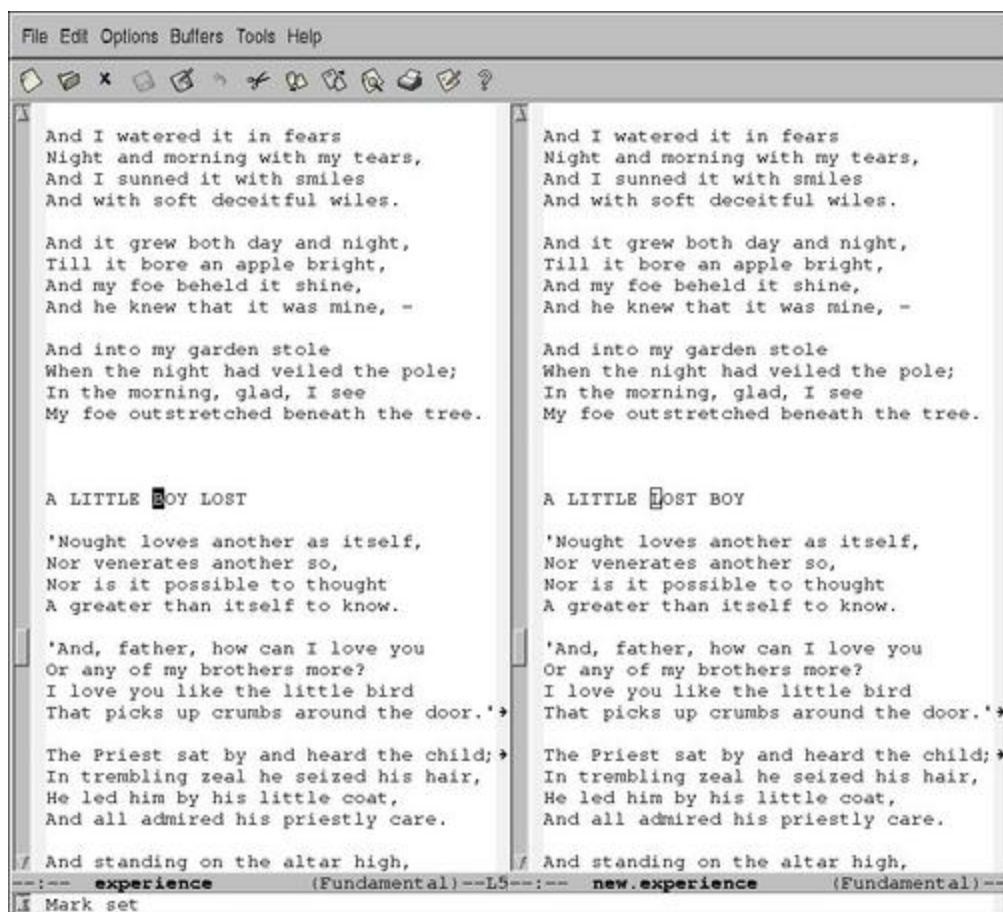 File Edit Options Buffers Tools Help
And I watered it in fears
Night and morning with my tears,
And I sunned it with smiles
And with soft deceitful wiles.
And it grew both day and night,
Till it bore an apple bright,
And my foe beheld it shine,
And he knew that it was mine, -
And into my garden stole
When the night had veiled the pole;
In the morning, glad, I see
My foe outstretched beneath the tree.
A LITTLE BOY LOST
'Nought loves another as itself,
Nor venerates another so,
Nor is it possible to thought
A greater than itself to know.
'And, father, how can I love you
Or any of my brothers more?
I love you like the little bird
That picks up crumbs around the door.'
The Priest sat by and heard the child;
In trembling zeal he seized his hair,
He led him by his little coat,
And all admired his priestly care.
And standing on the altar high,
--:-- experience (Fundamental)--L5
And I watered it in fears
Night and morning with my tears,
And I sunned it with smiles
And with soft deceitful wiles.
And it grew both day and night,
Till it bore an apple bright,
And my foe beheld it shine,
And he knew that it was mine, -
And into my garden stole
When the night had veiled the pole;
In the morning, glad, I see
My foe outstretched beneath the tree.
A LITTLE LOST BOY
'Nought loves another as itself,
Nor venerates another so,
Nor is it possible to thought
A greater than itself to know.
'And, father, how can I love you
Or any of my brothers more?
I love you like the little bird
That picks up crumbs around the door.'
The Priest sat by and heard the child;
In trembling zeal he seized his hair,
He led him by his little coat,
And all admired his priestly care.
And standing on the altar high,
--:-- new.experience (Fundamental)--
Mark set